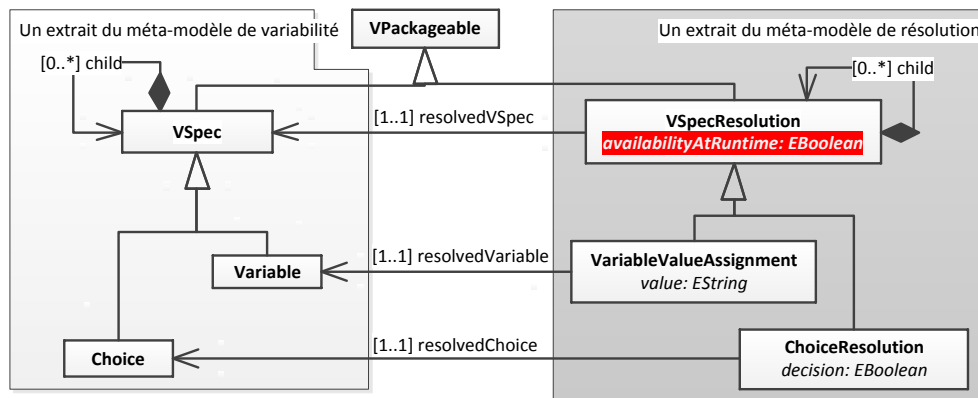 Un extrait du méta-modèle de variabilité
VPackageable
Un extrait du méta-modèle de résolution
[0..*] child
[0..*] child
VSpec
[1..1] resolvedVSpec
VSpecResolution
availabilityAtRuntime: EBoolean
Variable
[1..1] resolvedVariable
VariableValueAssignment
value: EString
Choice
[1..1] resolvedChoice
ChoiceResolution
decision: EBoolean